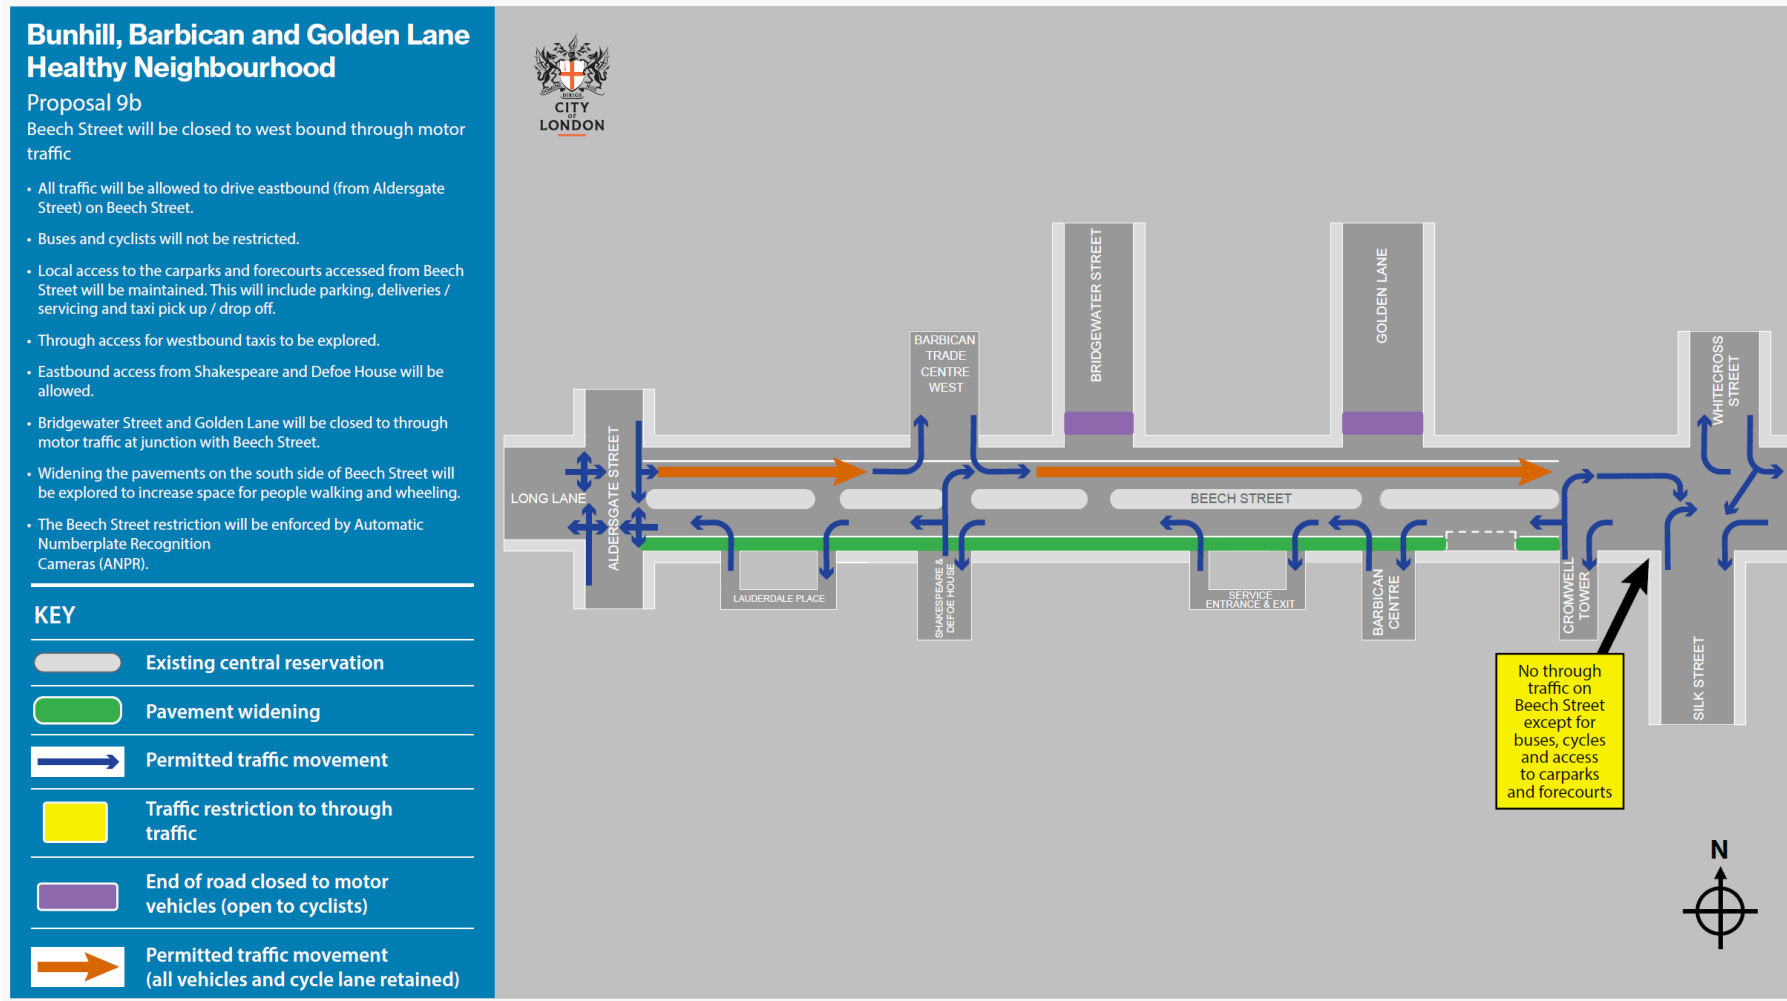 Bunhill, Barbican and Golden Lane
Healthy Neighbourhood
Proposal 9b
Beech Street will be closed to west bound through motor
traffic
• All traffic will be allowed to drive eastbound (from Aldersgate
Street) on Beech Street.
• Buses and cyclists will not be restricted.
• Local access to the carparks and forecourts accessed from Beech
Street will be maintained. This will include parking, deliveries /
servicing and taxi pick up / drop off.
• Through access for westbound taxis to be explored.
• Eastbound access from Shakespeare and Defoe House will be
allowed.
• Bridgewater Street and Golden Lane will be closed to through
motor traffic at junction with Beech Street.
• Widening the pavements on the south side of Beech Street will
be explored to increase space for people walking and wheeling.
• The Beech Street restriction will be enforced by Automatic
Numberplate Recognition
Cameras (ANPR).
KEY
Existing central reservation
Pavement widening
Permitted traffic movement
Traffic restriction to through
traffic
End of road closed to motor
vehicles (open to cyclists)
Permitted traffic movement
(all vehicles and cycle lane retained)
CITY
OF
LONDON
LONG LANE
ALDERSGATE STREET
BARBICAN
TRADE
CENTRE
WEST
BRIDGEWATER STREET
GOLDEN LANE
WHITECROSS
STREET
BEECH STREET
LAUDERDALE PLACE
SHAKESPEARE &
DEFOE HOUSE
SERVICE
ENTRANCE & EXIT
BARBICAN
CENTRE
CROMWELL
TOWER
SILK STREET
No through
traffic on
Beech Street
except for
buses, cycles
and access
to carparks
and forecourts
N